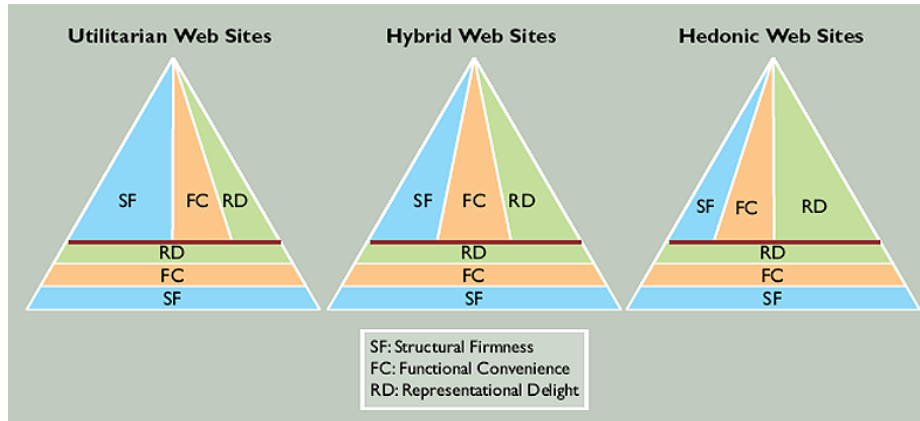 Utilitarian Web Sites
Hybrid Web Sites
Hedonic Web Sites
SF FC RD
RD
FC
SF
SF FC RD
RD
FC
SF
SF FC RD
RD
FC
SF
SF: Structural Firmness
FC: Functional Convenience
RD: Representational Delight